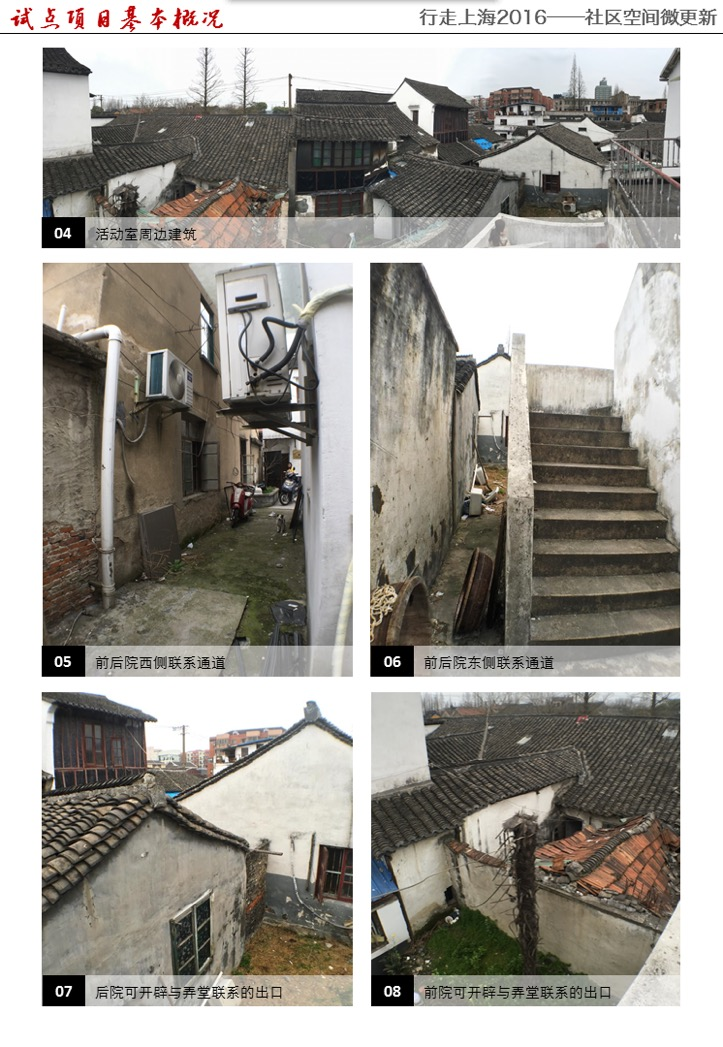 试点项目基本概况
行走上海2016——社区空间微更新
04 活动室周边建筑
05 前后院西侧联系通道
06 前后院东侧联系通道
07 后院可开辟与弄堂联系的出口
08 前院可开辟与弄堂联系的出口